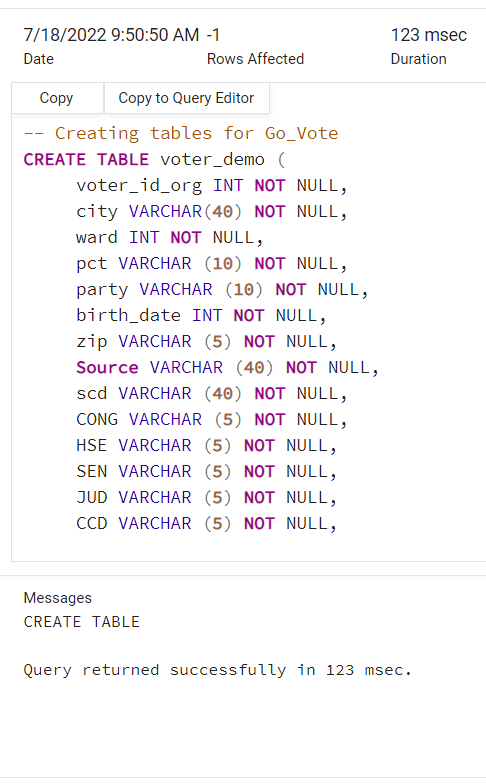 7/18/2022 9:50:50 AM -1 123 msec
Date Rows Affected Duration
Copy Copy to Query Editor
-- Creating tables for Go_Vote
CREATE TABLE voter_demo (
voter_id_org INT NOT NULL,
city VARCHAR(40) NOT NULL,
ward INT NOT NULL,
pct VARCHAR (10) NOT NULL,
party VARCHAR (10) NOT NULL,
birth_date INT NOT NULL,
zip VARCHAR (5) NOT NULL,
Source VARCHAR (40) NOT NULL,
scd VARCHAR (40) NOT NULL,
CONG VARCHAR (5) NOT NULL,
HSE VARCHAR (5) NOT NULL,
SEN VARCHAR (5) NOT NULL,
JUD VARCHAR (5) NOT NULL,
CCD VARCHAR (5) NOT NULL,
Messages
CREATE TABLE
Query returned successfully in 123 msec.